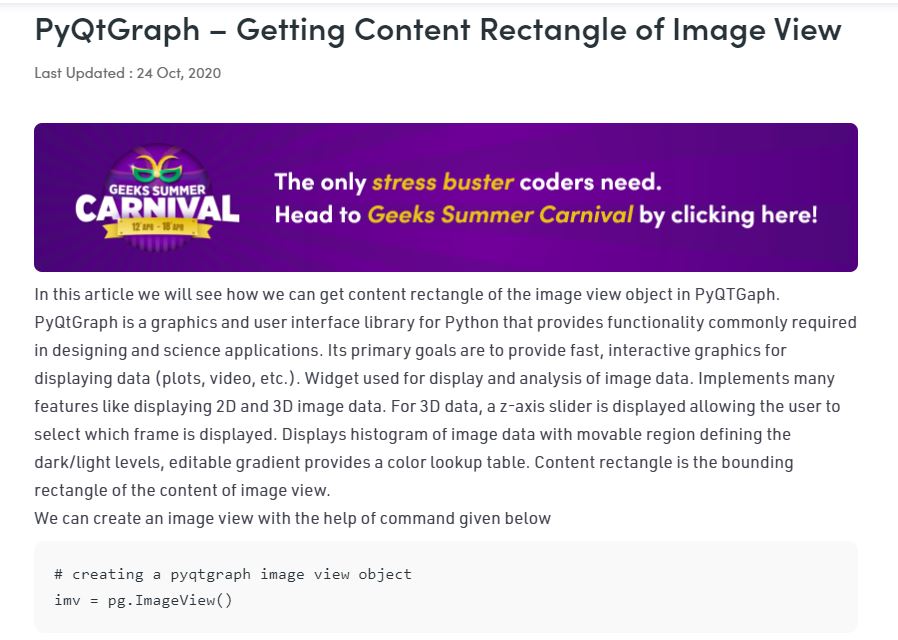 PyQtGraph – Getting Content Rectangle of Image View
Last Updated : 24 Oct, 2020
GEEKS SUMMER
CARNIVAL
12 APR - 18 APR
The only stress buster coders need.
Head to Geeks Summer Carnival by clicking here!
In this article we will see how we can get content rectangle of the image view object in PyQTGaph.
PyQtGraph is a graphics and user interface library for Python that provides functionality commonly required
in designing and science applications. Its primary goals are to provide fast, interactive graphics for
displaying data (plots, video, etc.). Widget used for display and analysis of image data. Implements many
features like displaying 2D and 3D image data. For 3D data, a z-axis slider is displayed allowing the user to
select which frame is displayed. Displays histogram of image data with movable region defining the
dark/light levels, editable gradient provides a color lookup table. Content rectangle is the bounding
rectangle of the content of image view.
We can create an image view with the help of command given below
# creating a pyqtgraph image view object
imv = pg.ImageView()